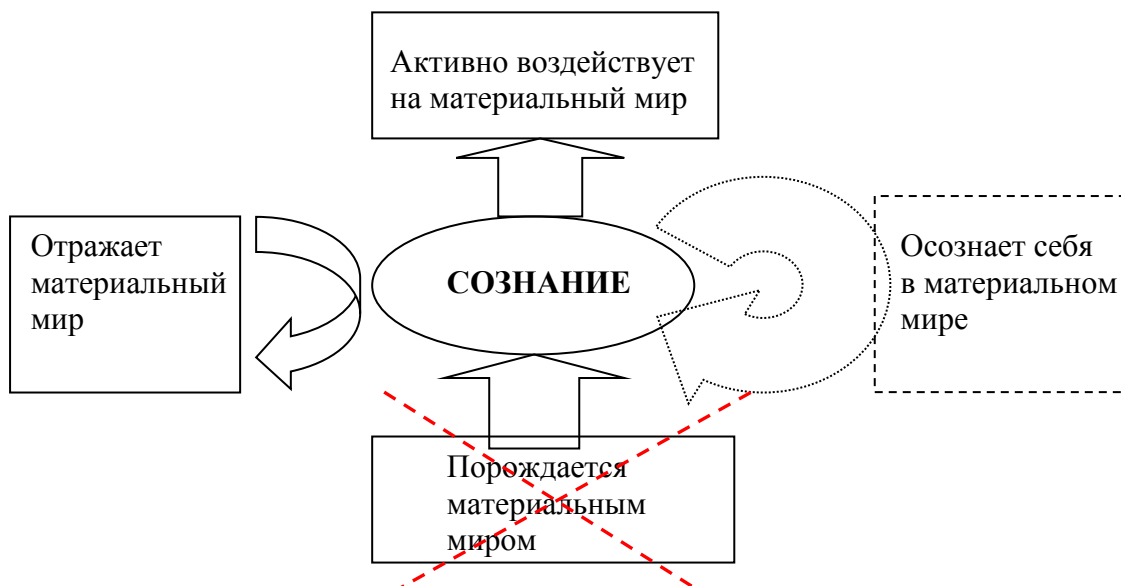 Активно воздействует
на материальный мир
Отражает
материальный
мир
СОЗНАНИЕ
Осознает себя
в материальном
мире
Порождается
материальным
миром